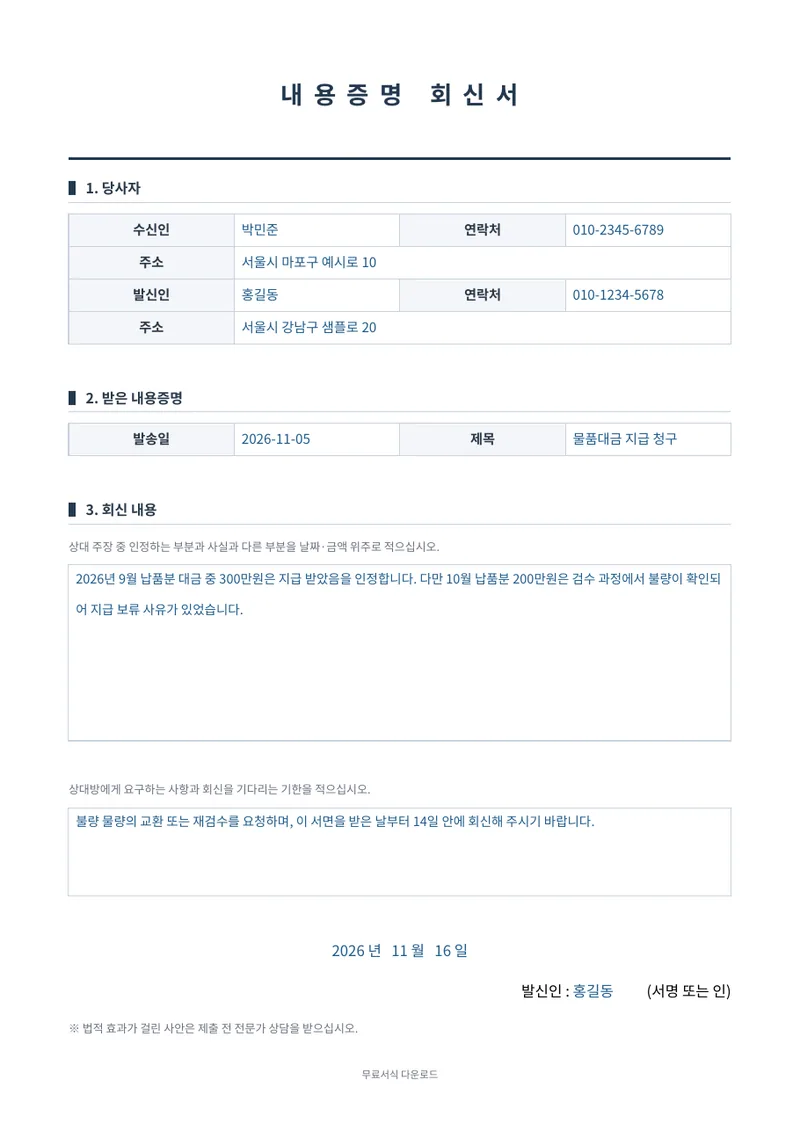 내용증명 회신서
1. 당사자
수신인 박민준 연락처 010-2345-6789
주소 서울시 마포구 예시로 10
발신인 홍길동 연락처 010-1234-5678
주소 서울시 강남구 샘플로 20
2. 받은 내용증명
발송일 2026-11-05 제목 물품대금 지급 청구
3. 회신 내용
상대 주장 중 인정하는 부분과 사실과 다른 부분을 날짜·금액 위주로 적으십시오.
2026년 9월 납품분 대금 중 300만원은 지급 받았음을 인정합니다. 다만 10월 납품분 200만원은 검수 과정에서 불량이 확인되
어 지급 보류 사유가 있었습니다.
상대방에게 요구하는 사항과 회신을 기다리는 기한을 적으십시오.
불량 물량의 교환 또는 재검수를 요청하며, 이 서면을 받은 날부터 14일 안에 회신해 주시기 바랍니다.
2026 년 11 월 16 일
발신인 : 홍길동 (서명 또는 인)
※ 법적 효과가 걸린 사안은 제출 전 전문가 상담을 받으십시오.
무료서식 다운로드